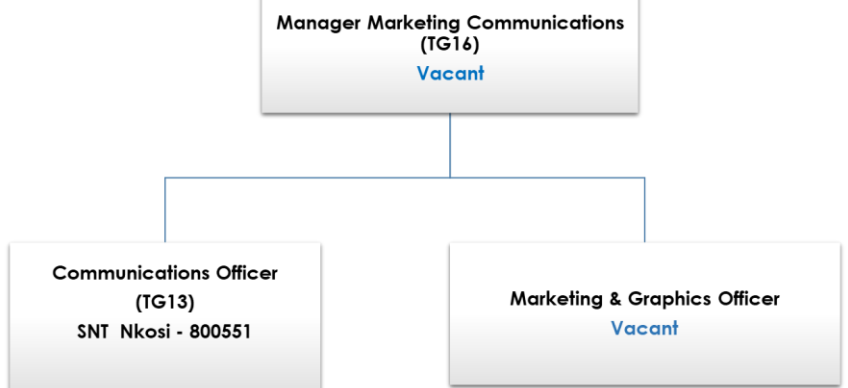 Manager Marketing Communications
(TG16)
Vacant
Communications Officer
(TG13)
SNT Nkosi - 800551
Marketing & Graphics Officer
Vacant